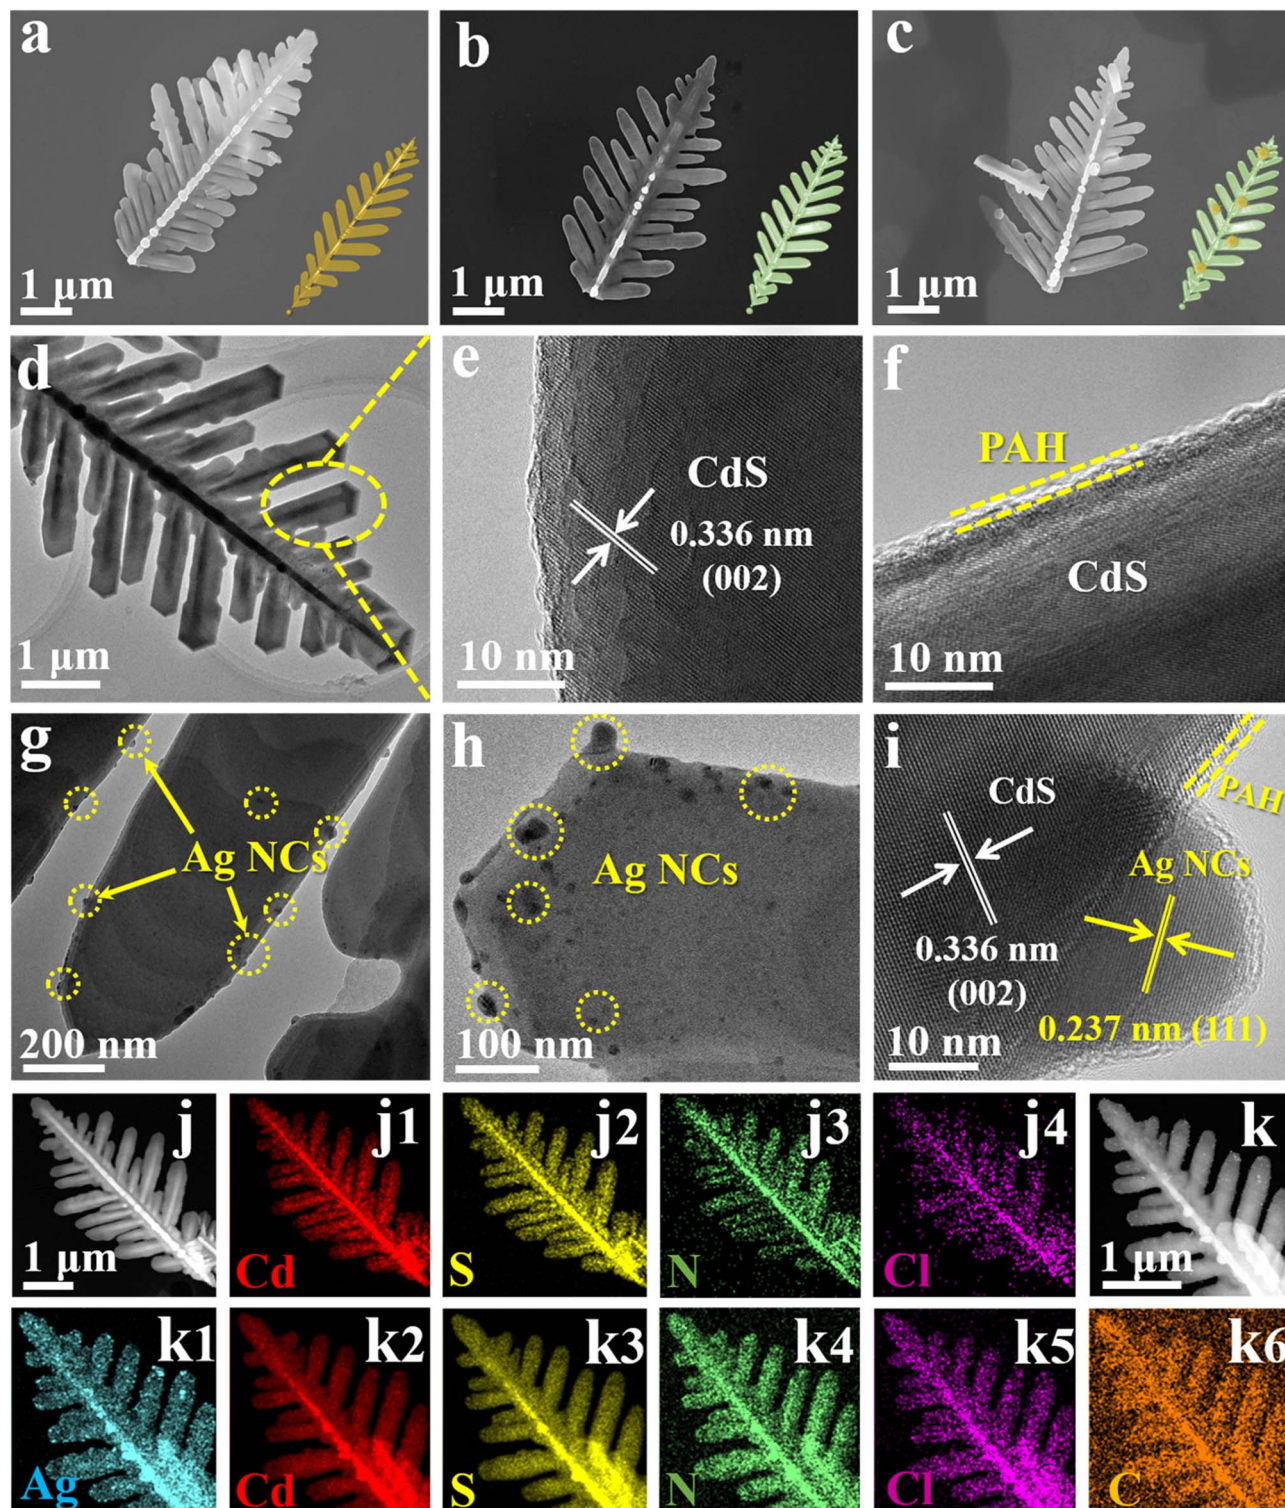 a
1 μm
b
1 μm
c
1 μm
d
1 μm
e
CdS
0.336 nm
(002)
10 nm
f
PAH
CdS
10 nm
g
Ag NCs
200 nm
h
Ag NCs
100 nm
i
CdS
PAH
Ag NCs
0.336 nm
(002)
0.237 nm (111)
10 nm
j
1 μm
j1
Cd
j2
S
j3
N
j4
Cl
k
1 μm
k1
Ag
k2
Cd
k3
S
k4
N
k5
Cl
k6
C